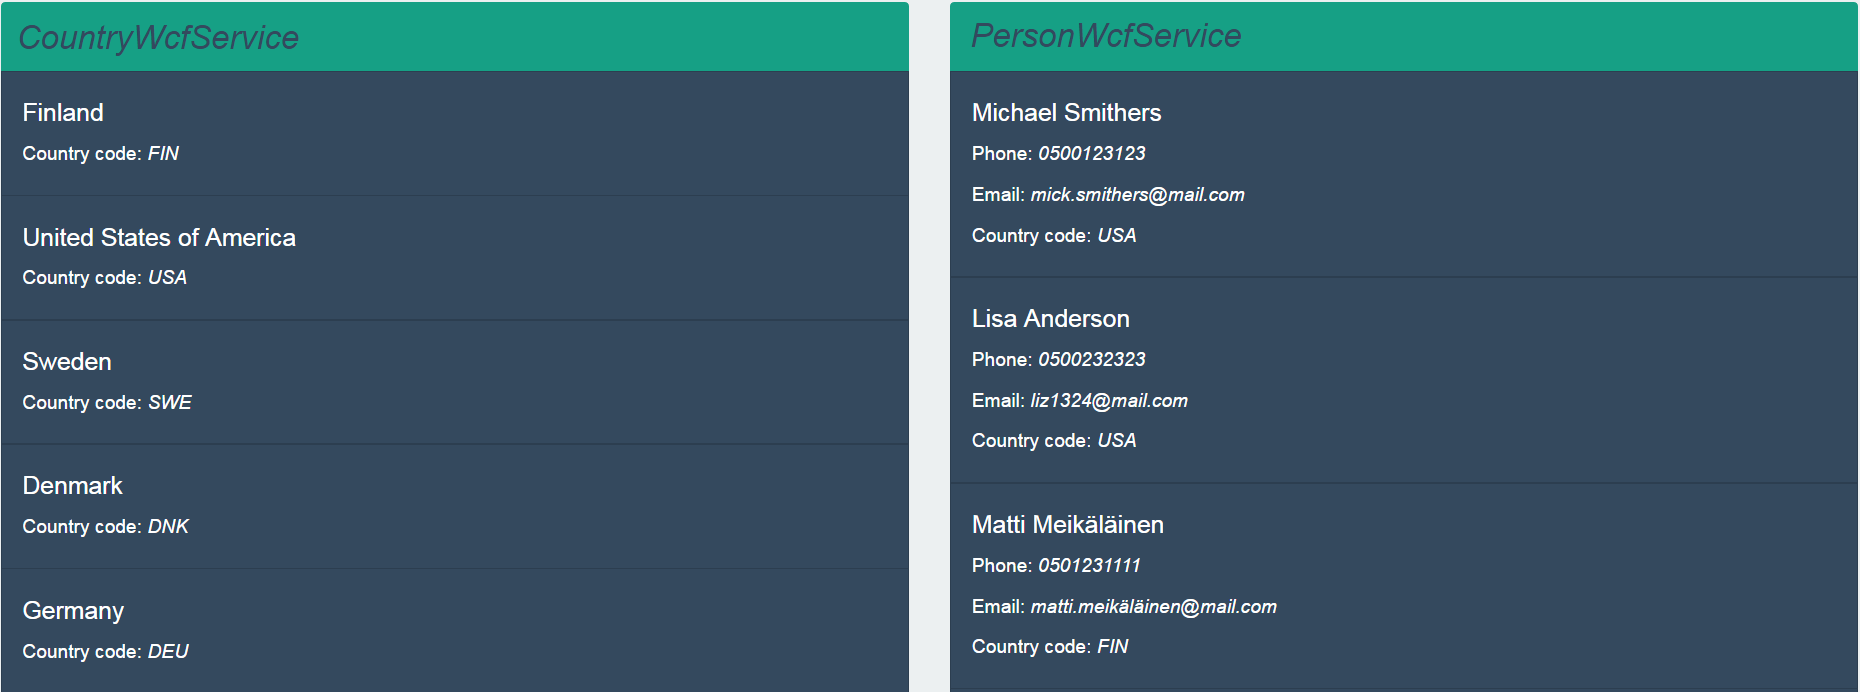 CountryWcfService
Finland
Country code: FIN
United States of America
Country code: USA
Sweden
Country code: SWE
Denmark
Country code: DNK
Germany
Country code: DEU
PersonWcfService
Michael Smithers
Phone: 0500123123
Email: mick.smithers@mail.com
Country code: USA
Lisa Anderson
Phone: 0500232323
Email: liz1324@mail.com
Country code: USA
Matti Meikäläinen
Phone: 0501231111
Email: matti.meikäläinen@mail.com
Country code: FIN